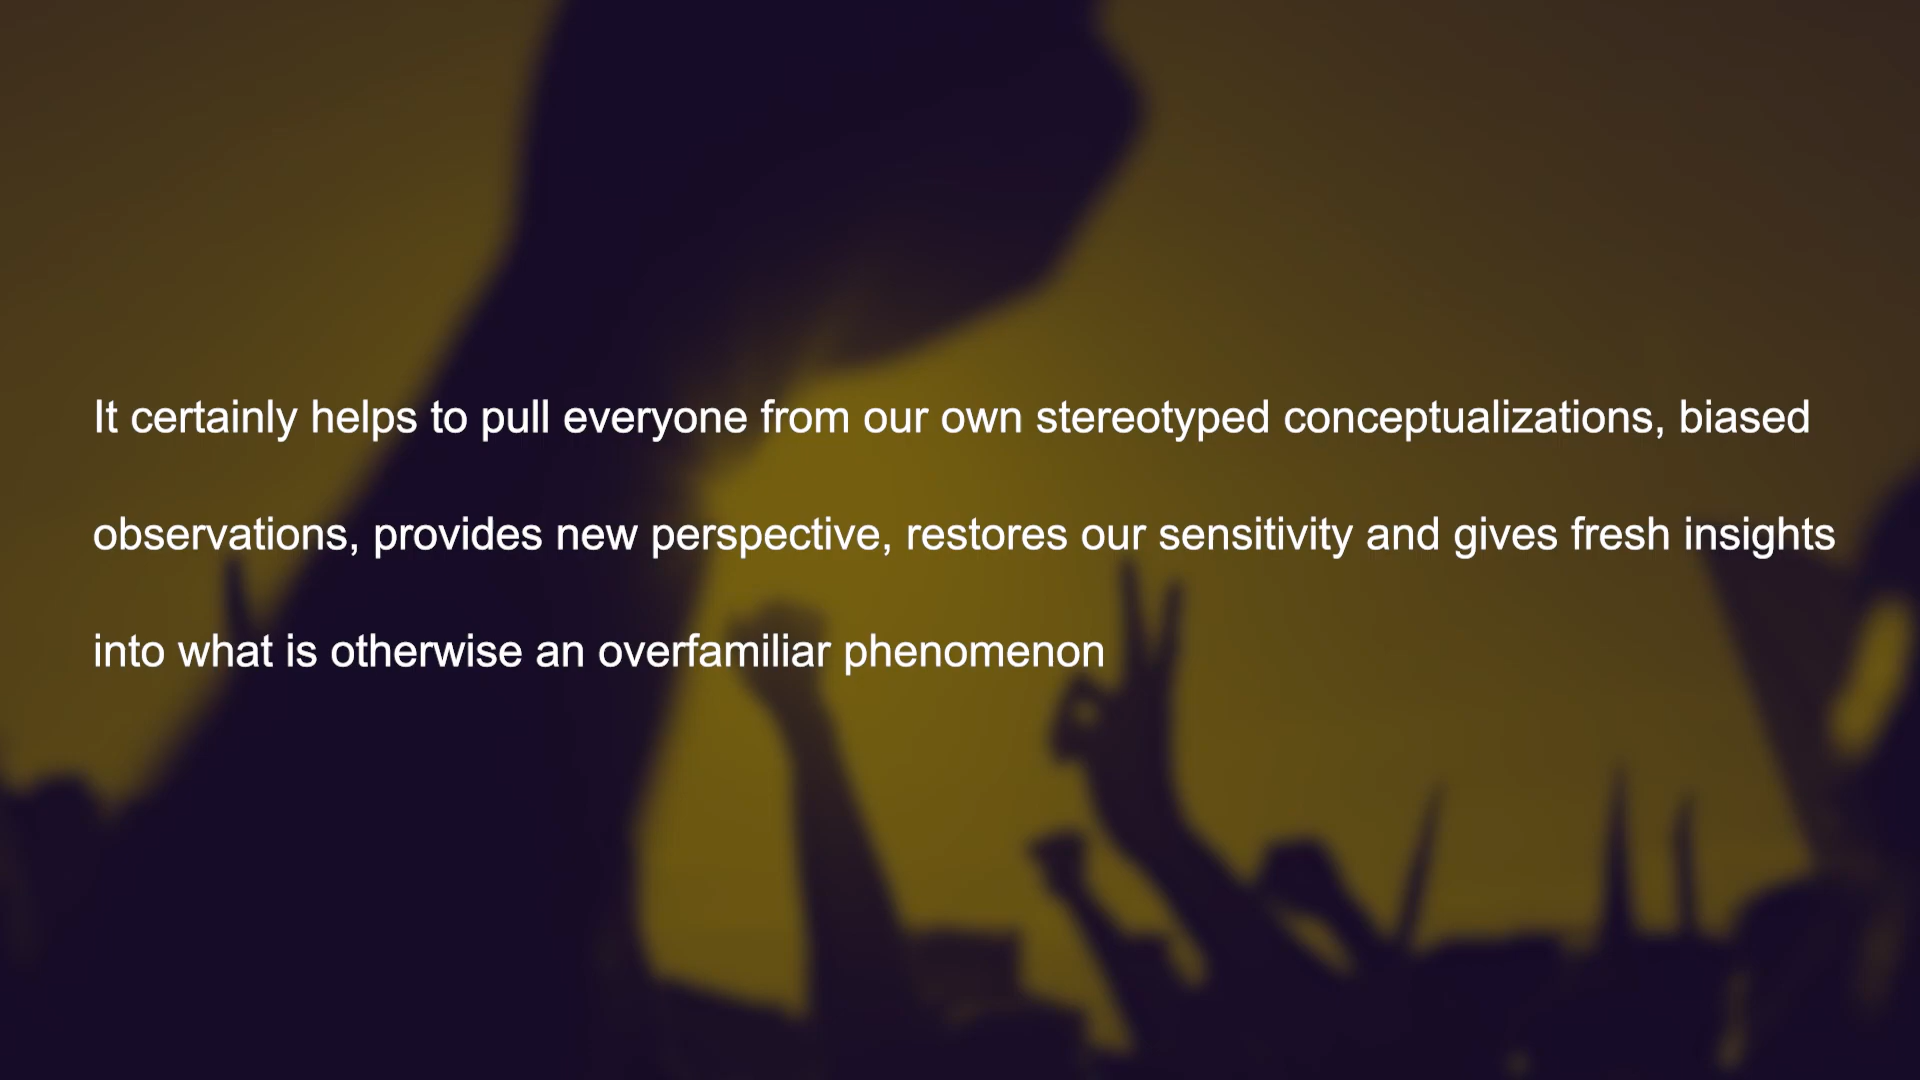 It certainly helps to pull everyone from our own stereotyped conceptualizations, biased
observations, provides new perspective, restores our sensitivity and gives fresh insights
into what is otherwise an overfamiliar phenomenon